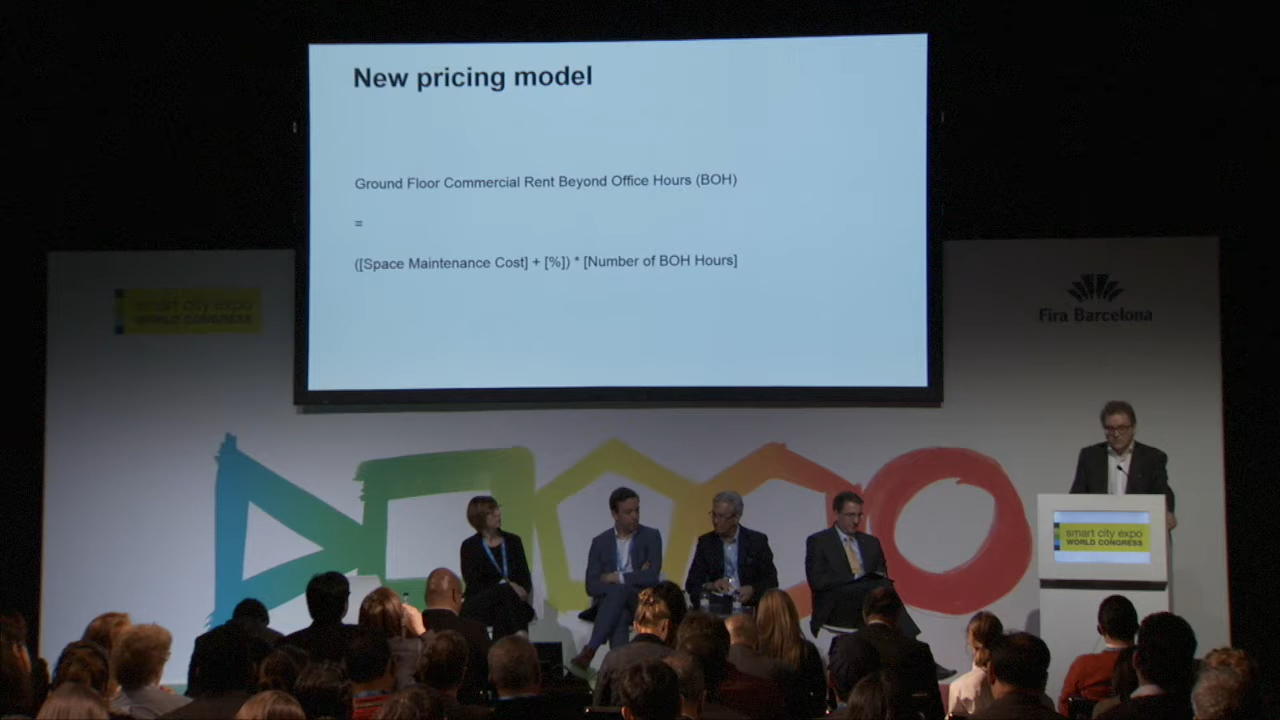 New pricing model
Ground Floor Commercial Rent Beyond Office Hours (BOH)
=
([Space Maintenance Cost] + [%]) * [Number of BOH Hours]
smart city expo
WORLD CONGRESS
Fira Barcelona
smart city expo
WORLD CONGRESS